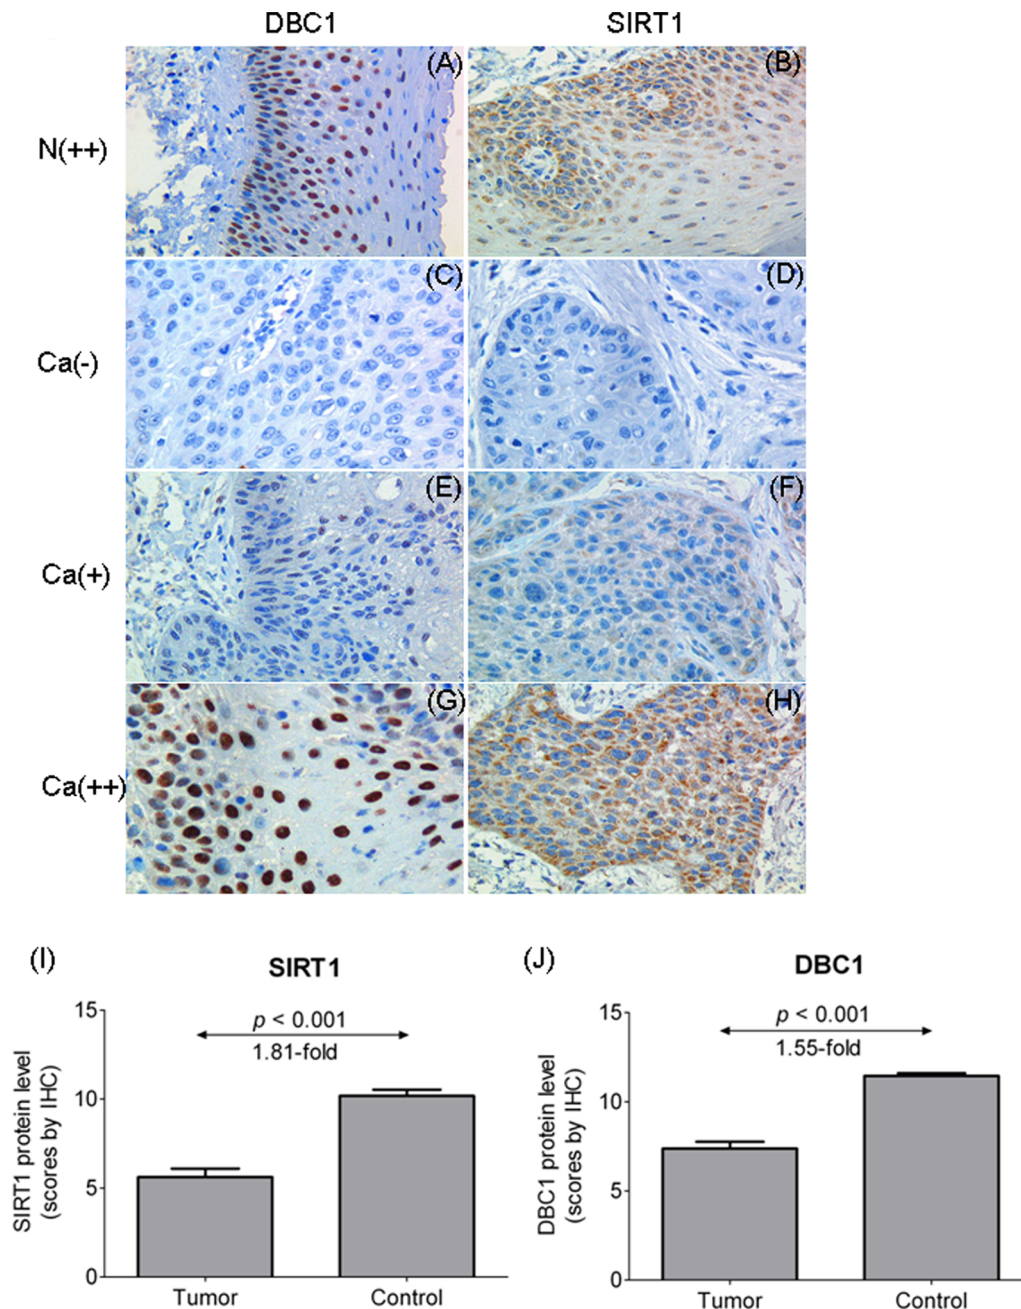 DBC1 SIRT1
N(++) (A) (B)
Ca(-) (C) (D)
Ca(+) (E) (F)
Ca(++) (G) (H)
(I) SIRT1
p < 0.001
1.81-fold
SIRT1 protein level
(scores by IHC)
15
10
5
0
Tumor Control
(J) DBC1
p < 0.001
1.55-fold
DBC1 protein level
(scores by IHC)
15
10
5
0
Tumor Control